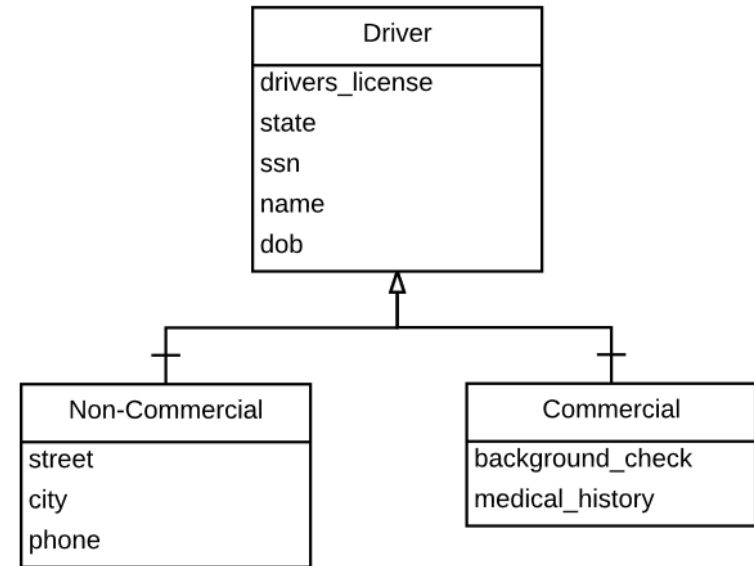 Driver
drivers_license
state
ssn
name
dob
Non-Commercial
street
city
phone
Commercial
background_check
medical_history